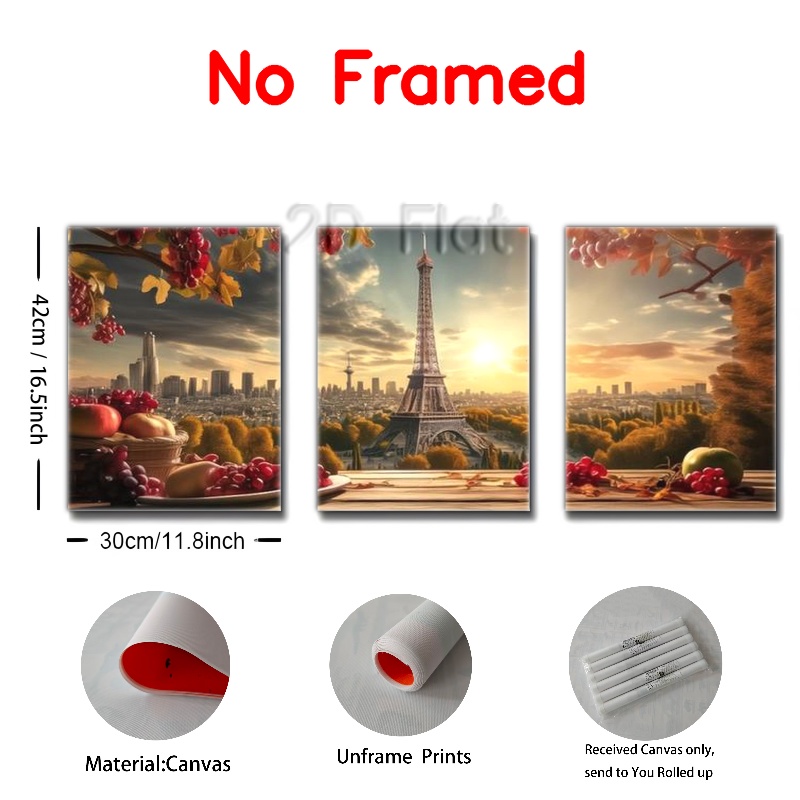 No Framed
2D Flat
42cm / 16.5inch
30cm/11.8inch
Material:Canvas
Unframe Prints
Received Canvas only,
send to You Rolled up